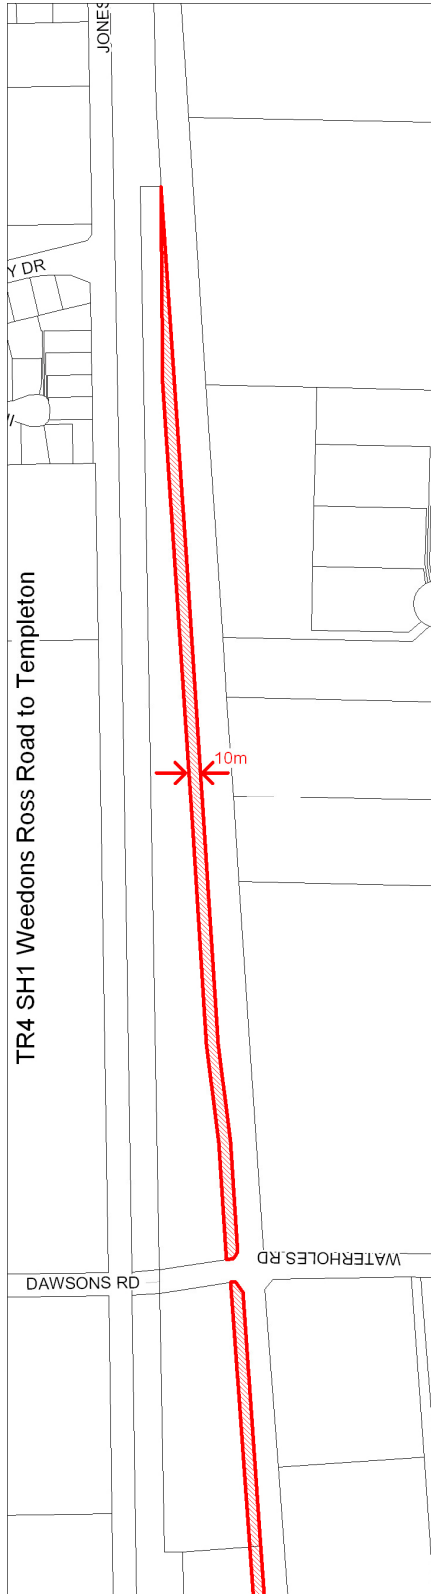 JONES
Y DR
TR4 SH1 Weedons Ross Road to Templeton
10m
WATERHOLES RD
DAWSONS RD